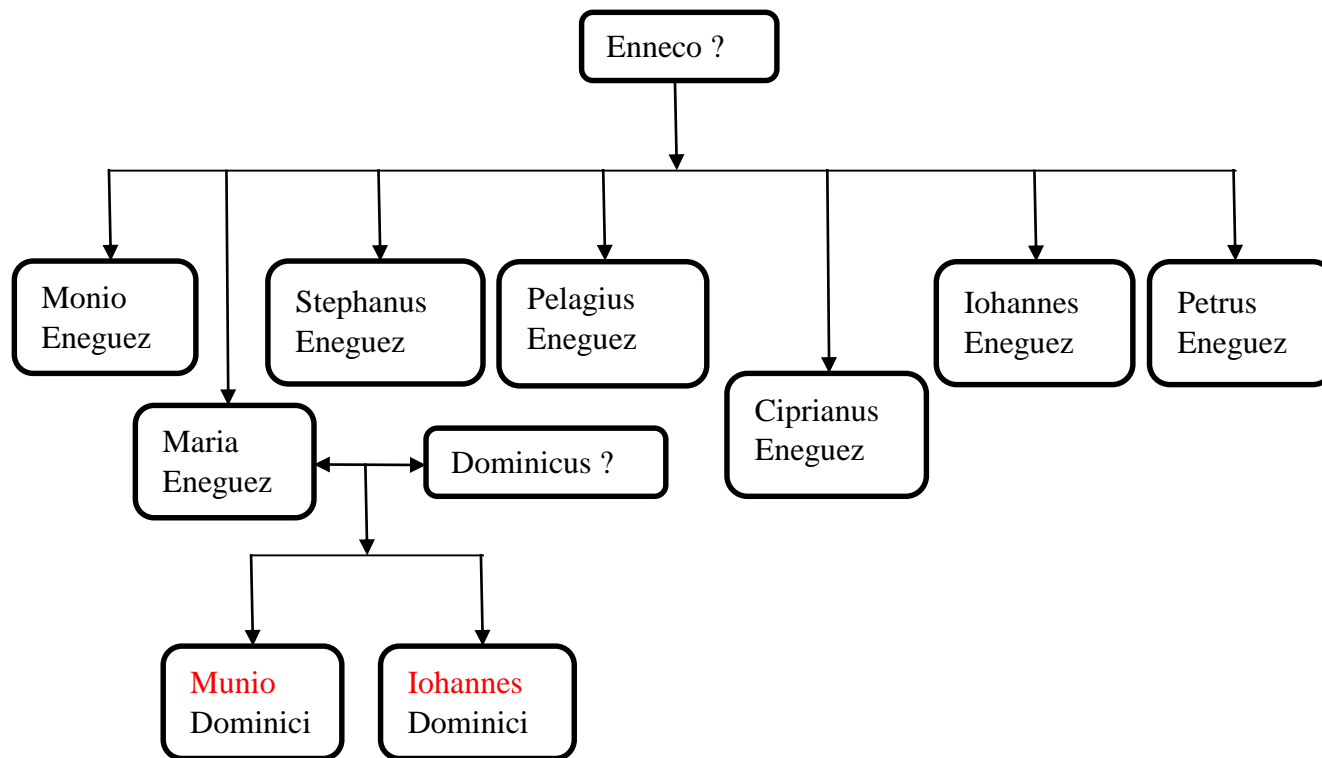 Enneco ?
Monio
Eneguez
Stephanus
Eneguez
Pelagius
Eneguez
Iohannes
Eneguez
Petrus
Eneguez
Ciprianus
Eneguez
Maria
Eneguez
Dominicus ?
Munio
Dominici
Iohannes
Dominici